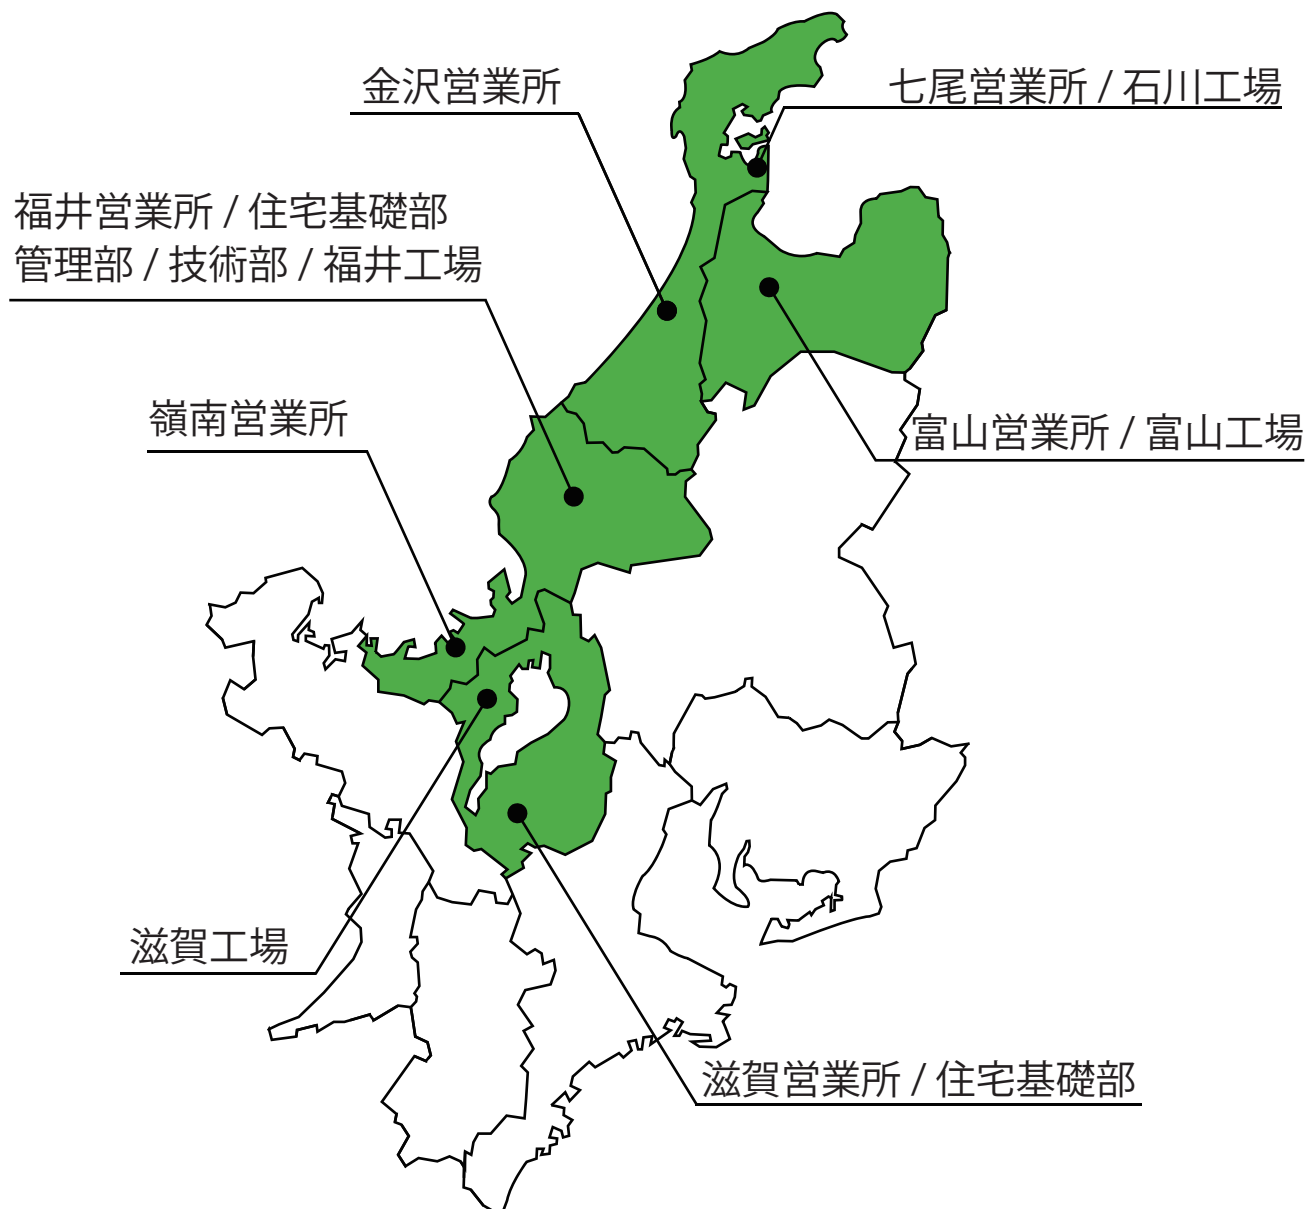 金沢営業所
七尾営業所 / 石川工場
福井営業所 / 住宅基礎部
管理部 / 技術部 / 福井工場
嶺南営業所
富山営業所 / 富山工場
滋賀工場
滋賀営業所 / 住宅基礎部